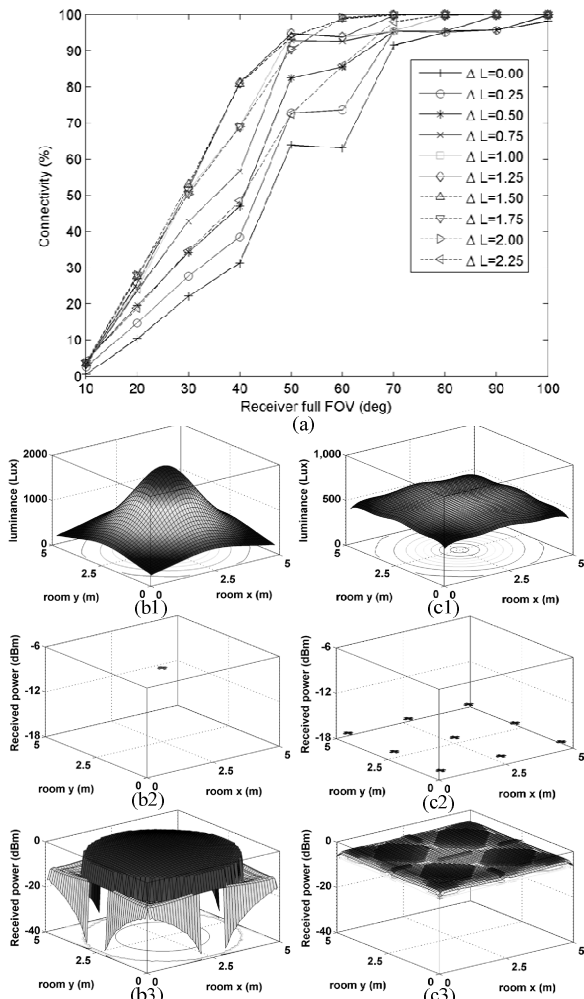 100
90
80
70
60
50
40
30
20
10
0
Connectivity (%)
Δ L=0.00
Δ L=0.25
Δ L=0.50
Δ L=0.75
Δ L=1.00
Δ L=1.25
Δ L=1.50
Δ L=1.75
Δ L=2.00
Δ L=2.25
10 20 30 40 50 60 70 80 90 100
Receiver full FOV (deg)
(a)
luminance (Lux)
2000
1000
0
5
2.5
0 0
2.5
5
room y (m)
room x (m)
(b1)
luminance (Lux)
1,000
500
0
5
2.5
0 0
2.5
5
room y (m)
room x (m)
(c1)
Received power (dBm)
-6
-12
-18
5
2.5
0 0
2.5
5
room y (m)
room x (m)
(b2)
Received power (dBm)
-6
-12
-18
5
2.5
0 0
2.5
5
room y (m)
room x (m)
(c2)
Received power (dBm)
0
-20
-40
5
2.5
0 0
2.5
5
room y (m)
room x (m)
(b3)
Received power (dBm)
0
-20
-40
5
2.5
0 0
2.5
5
room y (m)
room x (m)
(c3)